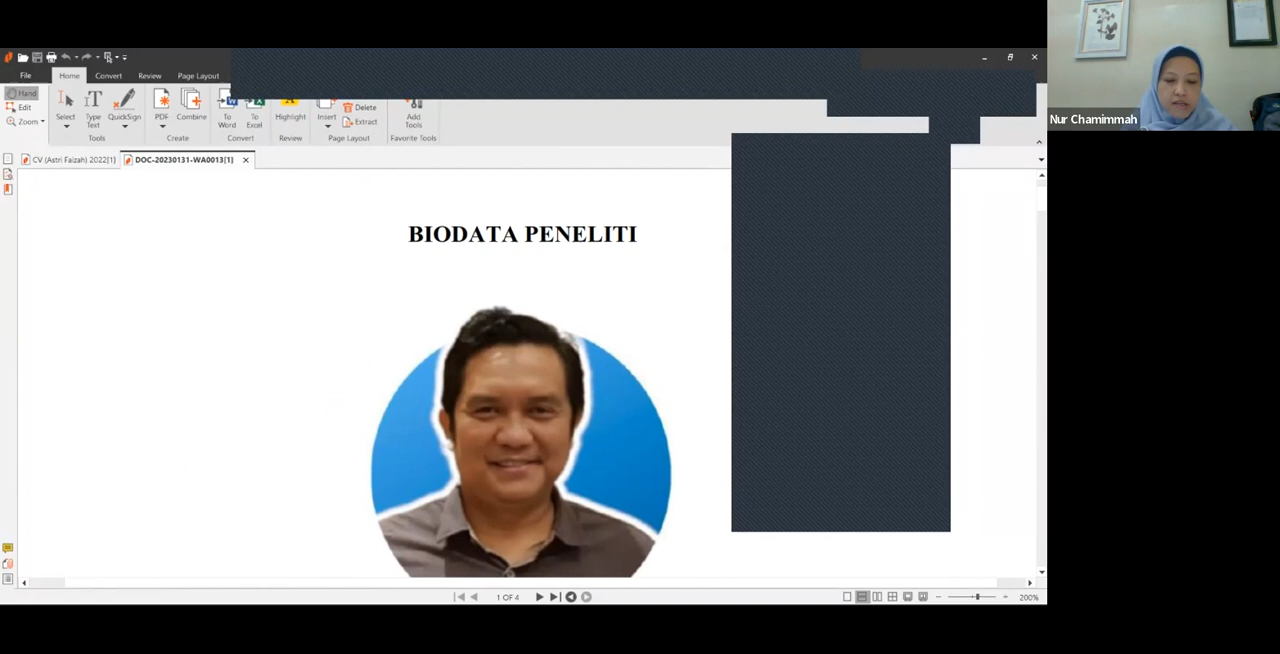 File
Home
Convert
Review
Page Layout
Hand
Edit
Zoom
Select
Type Text
QuickSign
Tools
PDF
Combine
Create
To Word
To Excel
Convert
Highlight
Review
Insert
Delete
Extract
Page Layout
Add Tools
Favorite Tools
CV (Astri Faizah) 2022[1]
DOC-20230131-WA0013(1)
BIODATA PENELITI
1 OF 4
200%
Nur Chamimmah